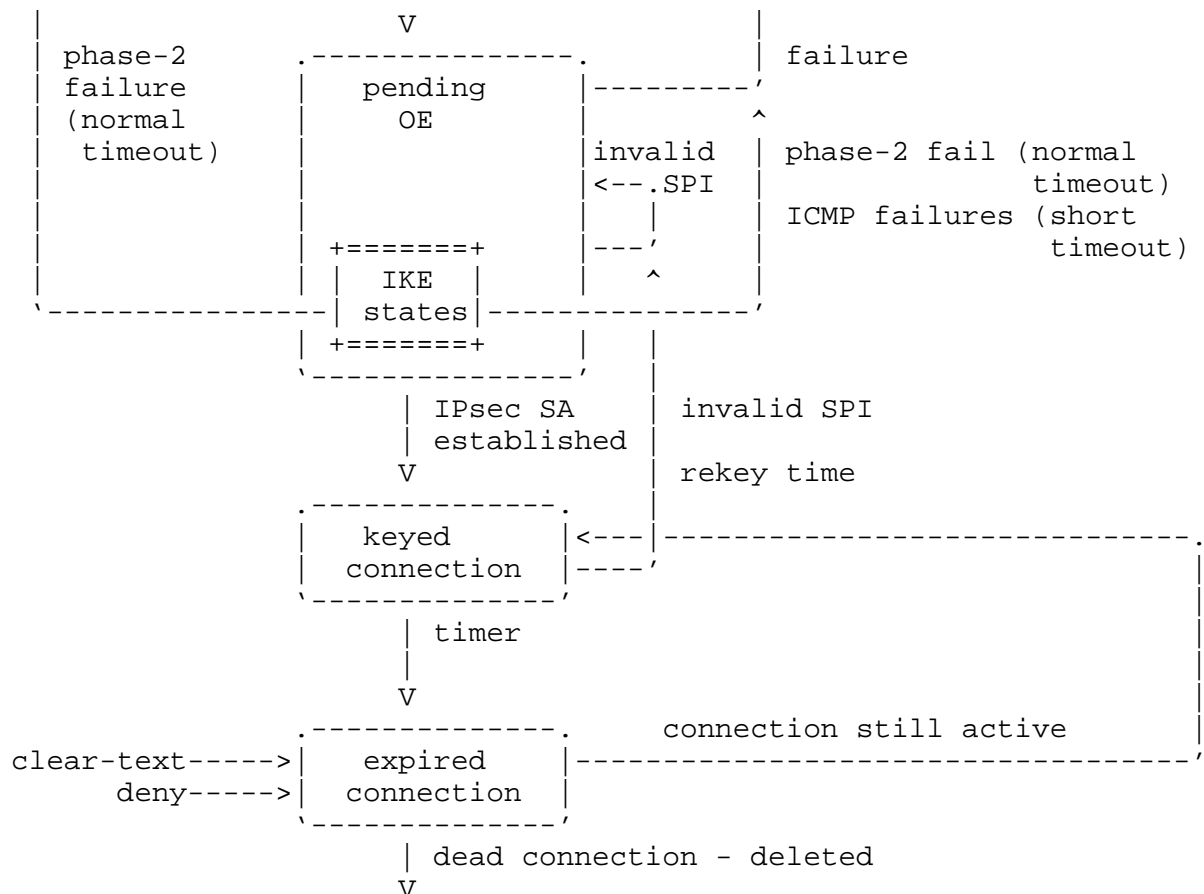 |                                                    |
|                          V                         |
| phase-2           .---------------.                | failure
| failure           |    pending    |---------'
| (normal           |      OE       |         ^
|  timeout)         |               |invalid  | phase-2 fail (normal
|                   |               |<--.SPI  |               timeout)
|                   |               |   |     | ICMP failures (short
|                   | +=======+     |---'     |                timeout)
|                   | |  IKE  |     |   ^     |
`-------------------| states|---------------'
                    | +=======+     |   |
                    `---------------'   |
                        | IPsec SA      | invalid SPI
                        | established   |
                        V               | rekey time
                    .--------------.    |
                    |   keyed      |<---|-------------------------------.
                    |  connection  |----'                               |
                    `--------------'                                    |
                        | timer                                         |
                        |                                               |
                        V                                               |
                    .--------------.     connection still active        |
clear-text----->|   expired    |------------------------------------'
      deny----->|  connection  |
                    `--------------'
                        | dead connection - deleted
                        V